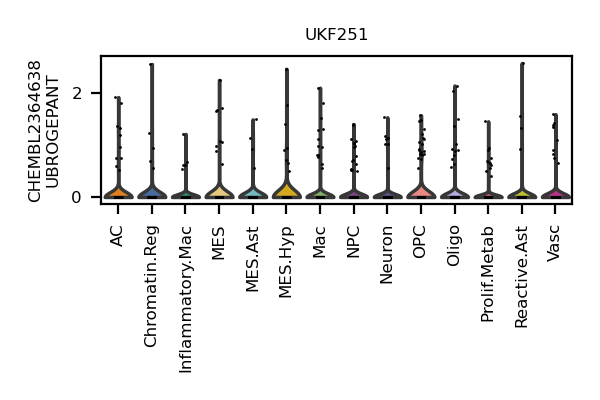 UKF251
CHEMBL2364638
UBROGEPANT
2
0
AC
Chromatin.Reg
Inflammatory.Mac
MES
MES.Ast
MES.Hyp
Mac
NPC
Neuron
OPC
Oligo
Prolif.Metab
Reactive.Ast
Vasc